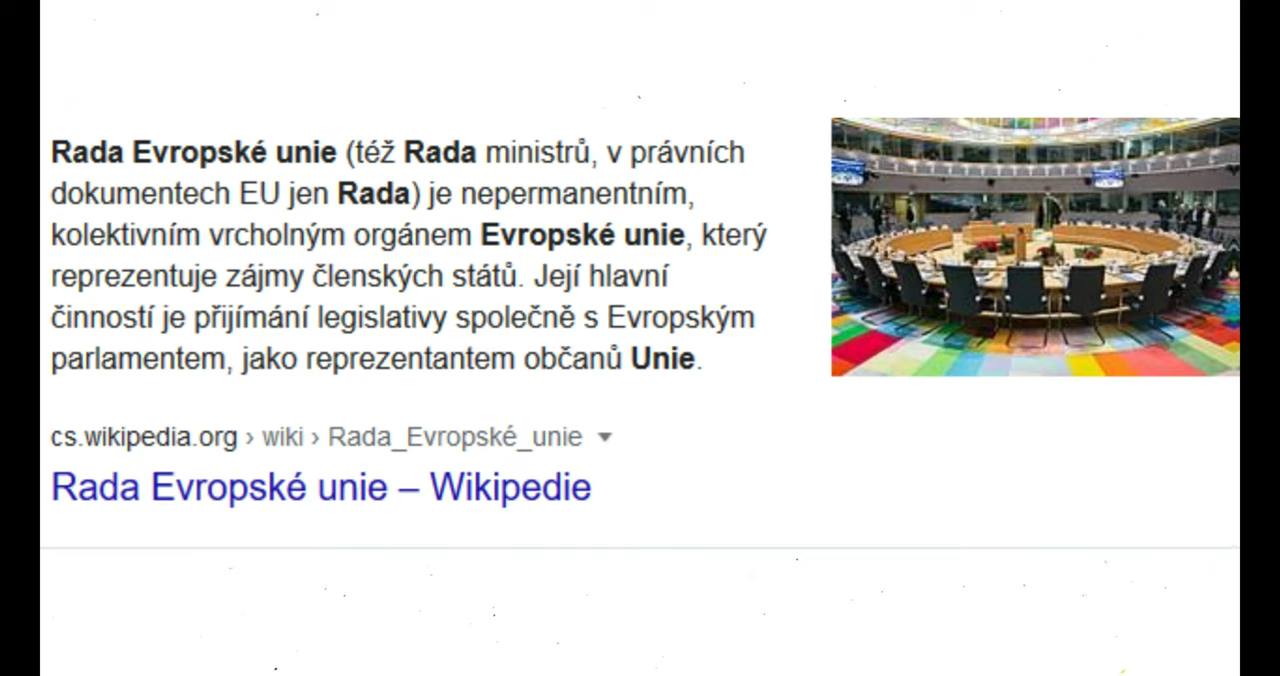 Rada Evropské unie (též Rada ministrů, v právních
dokumentech EU jen Rada) je nepermanentním,
kolektivním vrcholným orgánem Evropské unie, který
reprezentuje zájmy členských států. Její hlavní
činností je přijímání legislativy společně s Evropským
parlamentem, jako reprezentantem občanů Unie.
cs.wikipedia.org › wiki › Rada_Evropské_unie
Rada Evropské unie – Wikipedie